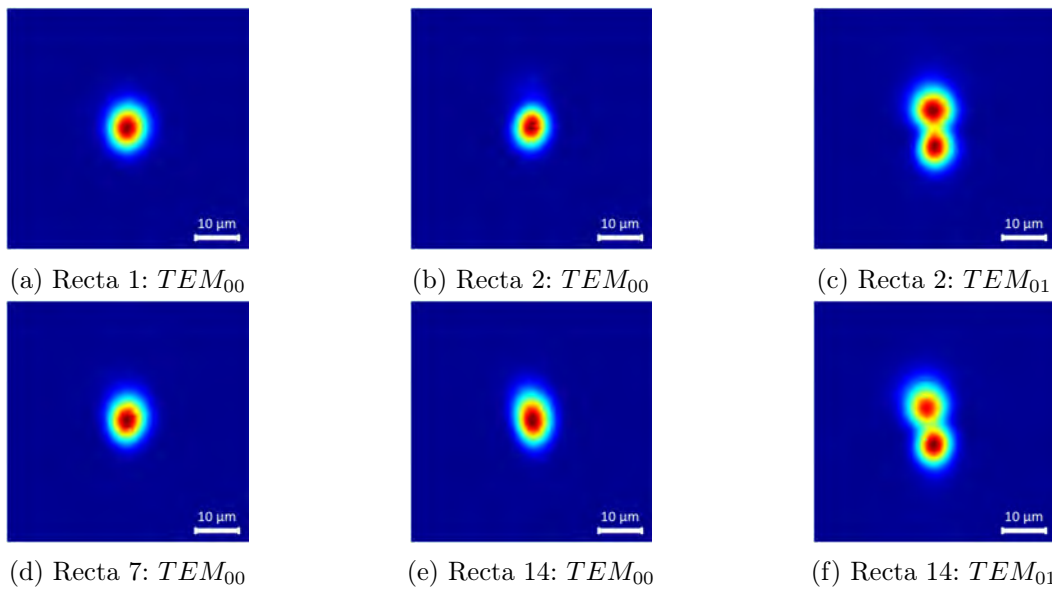 10 µm
10 µm
10 µm
(a) Recta 1: TEM₀₀
(b) Recta 2: TEM₀₀
(c) Recta 2: TEM₀₁
10 µm
10 µm
10 µm
(d) Recta 7: TEM₀₀
(e) Recta 14: TEM₀₀
(f) Recta 14: TEM₀₁